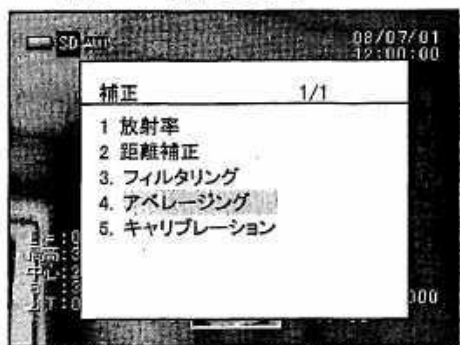 SD
08/07/01
12:00:00
補正 1/1
1 放射率
2 距離補正
3. フィルタリング
4. アベレージング
5. キャリブレーション